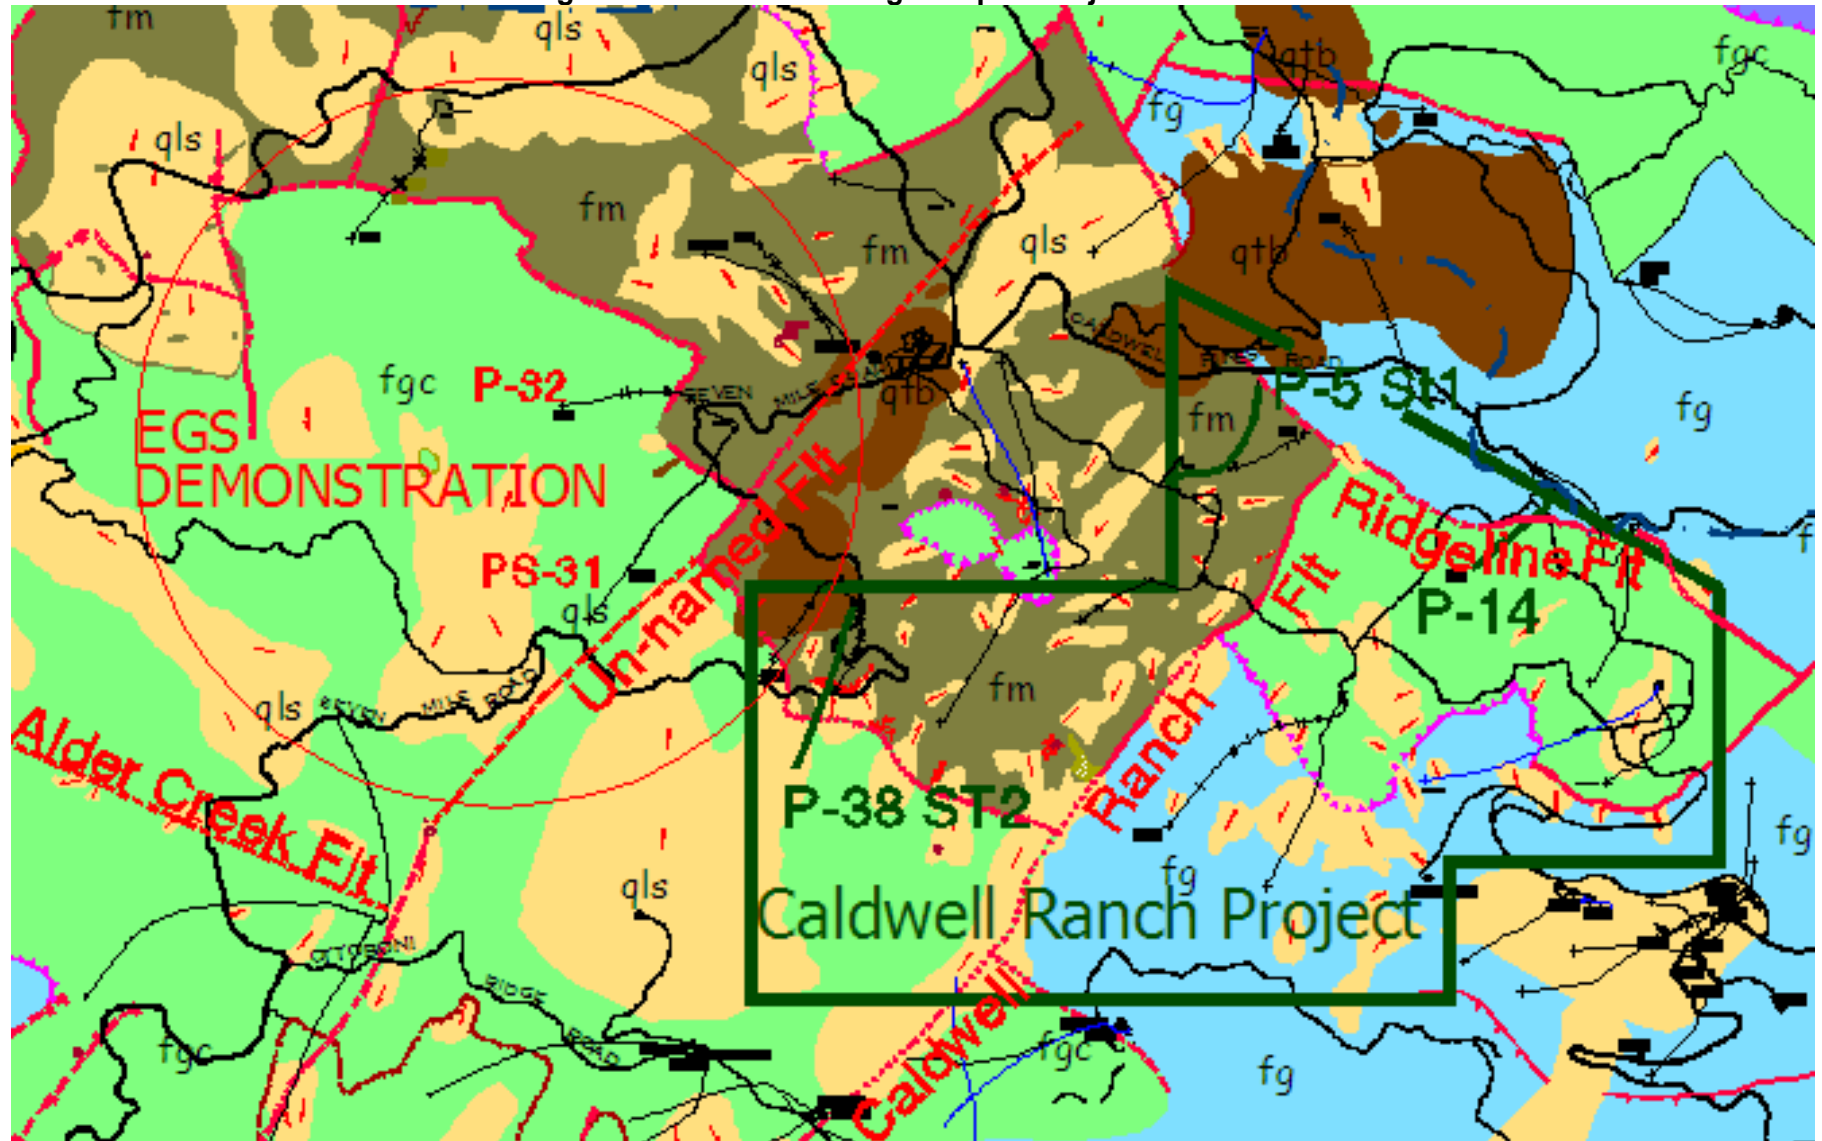 fm
qls
qls
qtb
fgc
fg
qls
fm
fm
qls
qtb
CALDWELL PINES ROAD
P-32
fgc
SEVEN MILE
qtb
fm
P-5 St1
fg
EGS
DEMONSTRATION
Ridgeline Flt
Un-named Flt
PS-31
qls
Flt
P-14
f
qls
SEVEN MILE ROAD
fm
Alder Creek Flt
Ranch
P-38 ST2
fg
fg
qls
Caldwell Ranch Project
OTTOBONI
RIDGE
ROAD
Caldwell
fgc
fgc
fg